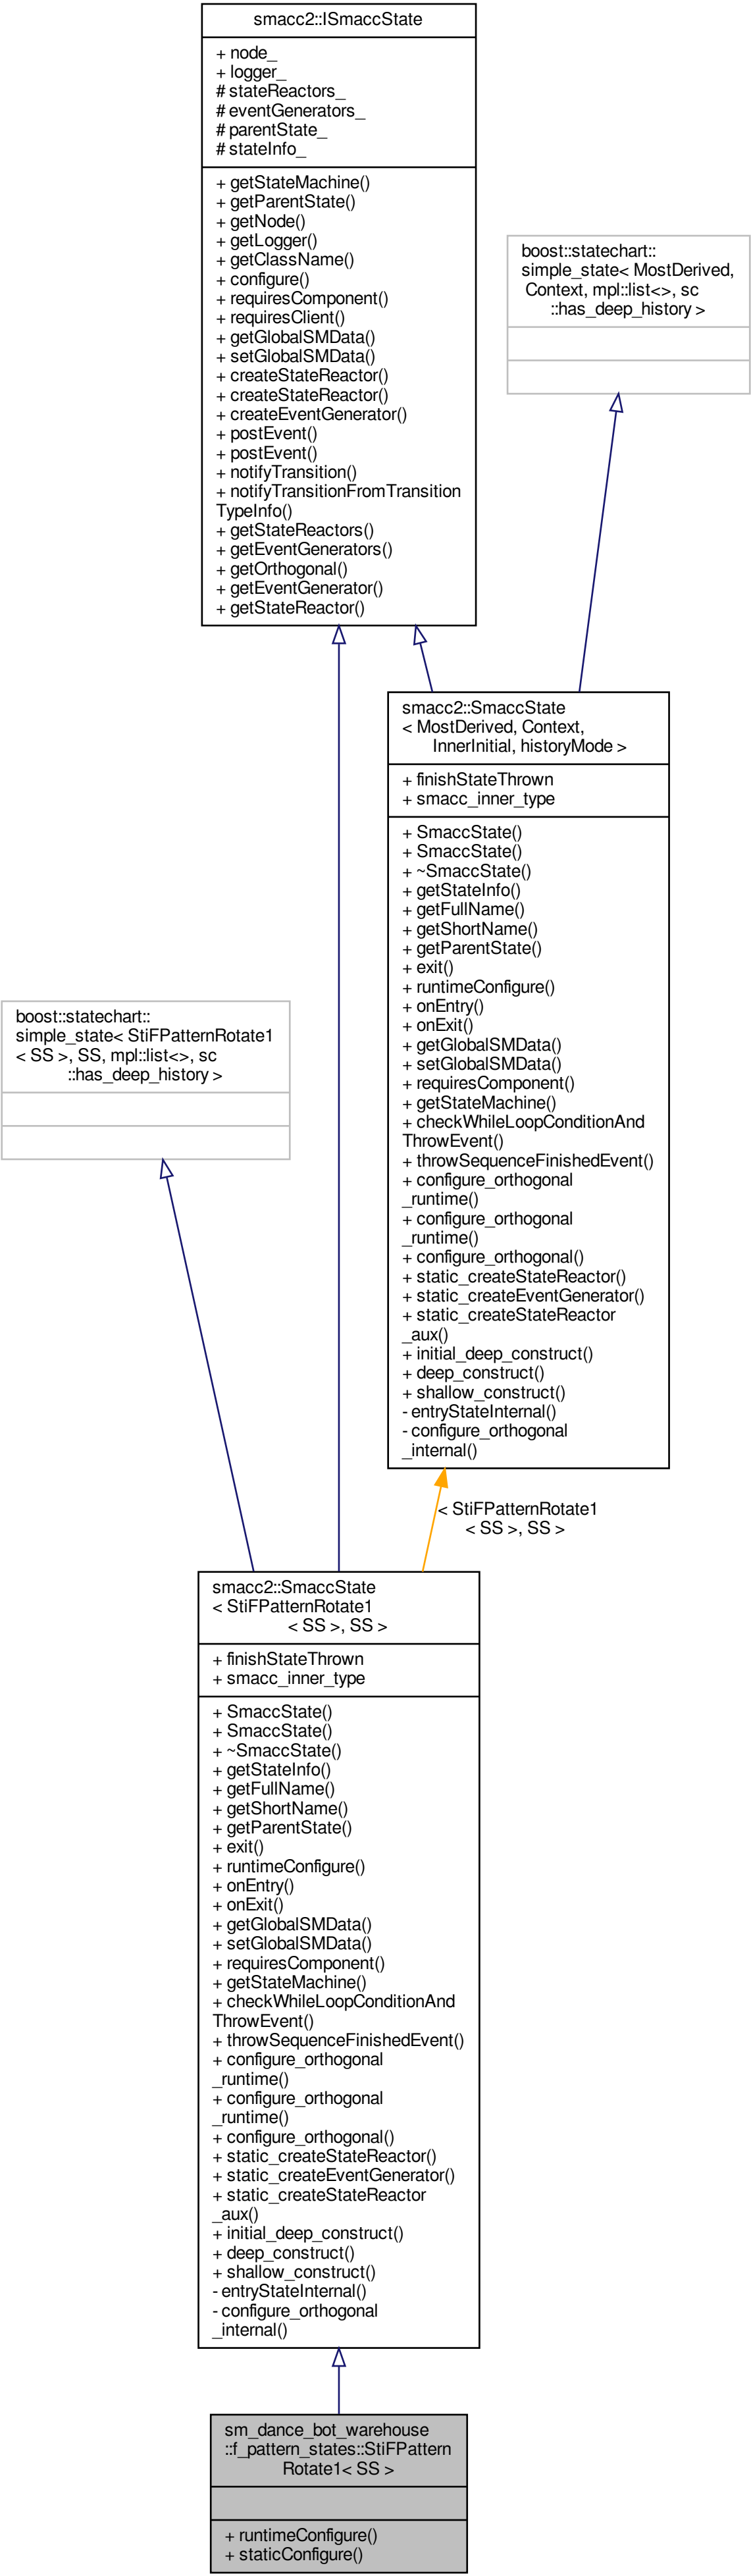 smacc2::ISmaccState
+ node_
+ logger_
# stateReactors_
# eventGenerators_
# parentState_
# stateInfo_
+ getStateMachine()
+ getParentState()
+ getNode()
+ getLogger()
+ getClassName()
+ configure()
+ requiresComponent()
+ requiresClient()
+ getGlobalSMData()
+ setGlobalSMData()
+ createStateReactor()
+ createStateReactor()
+ createEventGenerator()
+ postEvent()
+ postEvent()
+ notifyTransition()
+ notifyTransitionFromTransition
TypeInfo()
+ getStateReactors()
+ getEventGenerators()
+ getOrthogonal()
+ getEventGenerator()
+ getStateReactor()
boost::statechart::
simple_state< MostDerived,
Context, mpl::list<>, sc
::has_deep_history >
smacc2::SmaccState
< MostDerived, Context,
InnerInitial, historyMode >
+ finishStateThrown
+ smacc_inner_type
+ SmaccState()
+ SmaccState()
+ ~SmaccState()
+ getStateInfo()
+ getFullName()
+ getShortName()
+ getParentState()
+ exit()
+ runtimeConfigure()
+ onEntry()
+ onExit()
+ getGlobalSMData()
+ setGlobalSMData()
+ requiresComponent()
+ getStateMachine()
+ checkWhileLoopConditionAnd
ThrowEvent()
+ throwSequenceFinishedEvent()
+ configure_orthogonal
_runtime()
+ configure_orthogonal
_runtime()
+ configure_orthogonal()
+ static_createStateReactor()
+ static_createEventGenerator()
+ static_createStateReactor
_aux()
+ initial_deep_construct()
+ deep_construct()
+ shallow_construct()
- entryStateInternal()
- configure_orthogonal
_internal()
boost::statechart::
simple_state< StiFPatternRotate1
< SS >, SS, mpl::list<>, sc
::has_deep_history >
< StiFPatternRotate1
< SS >, SS >
smacc2::SmaccState
< StiFPatternRotate1
< SS >, SS >
+ finishStateThrown
+ smacc_inner_type
+ SmaccState()
+ SmaccState()
+ ~SmaccState()
+ getStateInfo()
+ getFullName()
+ getShortName()
+ getParentState()
+ exit()
+ runtimeConfigure()
+ onEntry()
+ onExit()
+ getGlobalSMData()
+ setGlobalSMData()
+ requiresComponent()
+ getStateMachine()
+ checkWhileLoopConditionAnd
ThrowEvent()
+ throwSequenceFinishedEvent()
+ configure_orthogonal
_runtime()
+ configure_orthogonal
_runtime()
+ configure_orthogonal()
+ static_createStateReactor()
+ static_createEventGenerator()
+ static_createStateReactor
_aux()
+ initial_deep_construct()
+ deep_construct()
+ shallow_construct()
- entryStateInternal()
- configure_orthogonal
_internal()
sm_dance_bot_warehouse
::f_pattern_states::StiFPattern
Rotate1< SS >
+ runtimeConfigure()
+ staticConfigure()